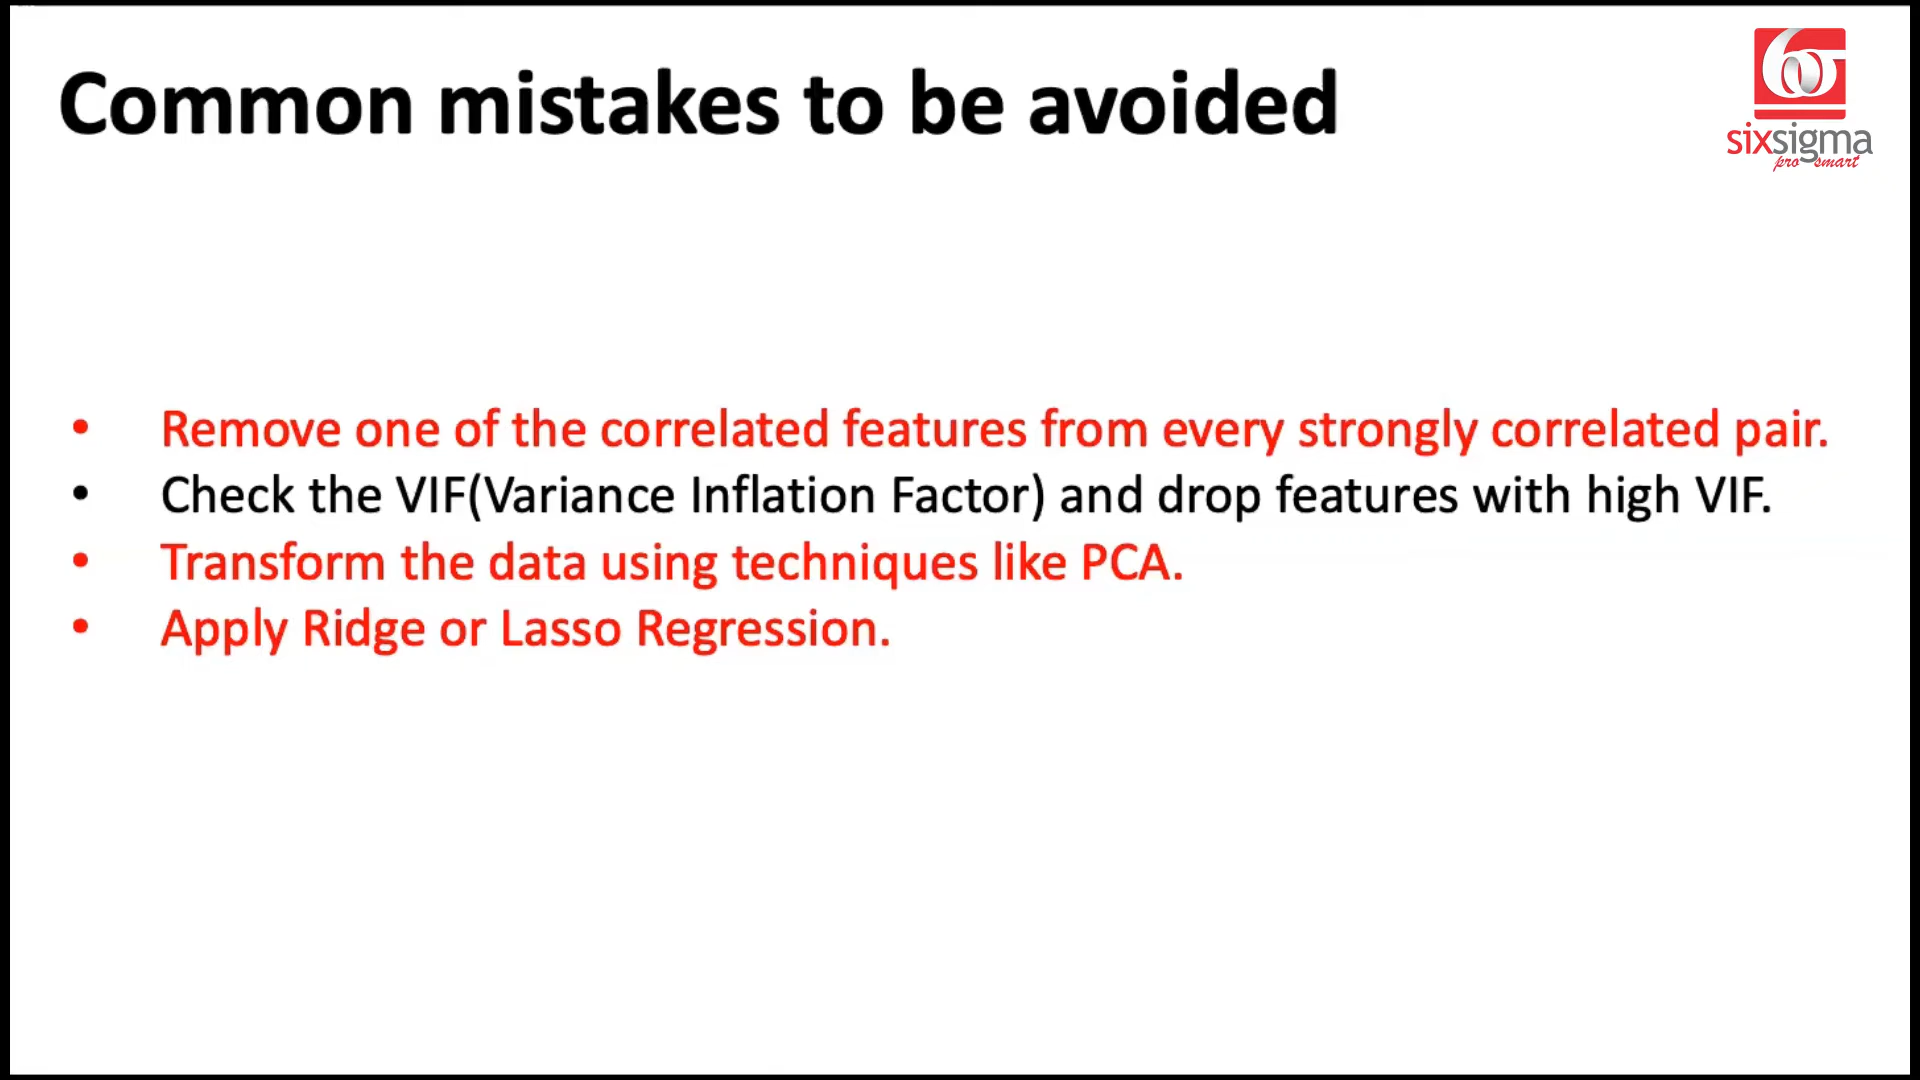 Common mistakes to be avoided
sixsigma
pro smart
• Remove one of the correlated features from every strongly correlated pair.
• Check the VIF(Variance Inflation Factor) and drop features with high VIF.
• Transform the data using techniques like PCA.
• Apply Ridge or Lasso Regression.